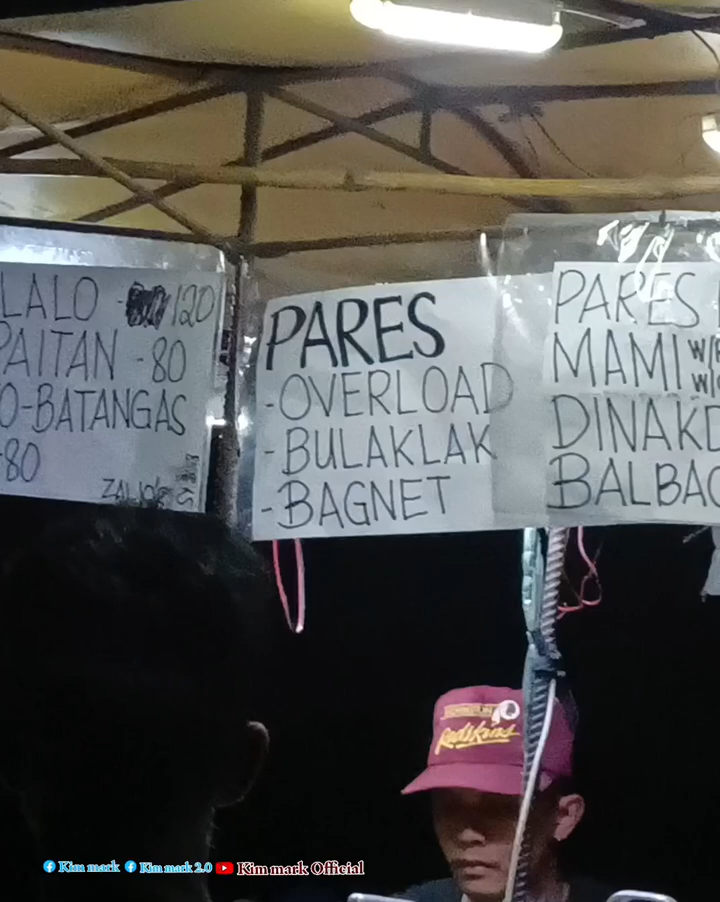 LALO - 120
PAITAN - 80
O-BATANGAS
-80
PARES
-OVERLOAD
-BULAKLAK
-BAGNET
PARES
MAMI W/
W/
DINAKD
BALBAC
Redskins
Kim mark Kim mark 2.0 Kim mark Official